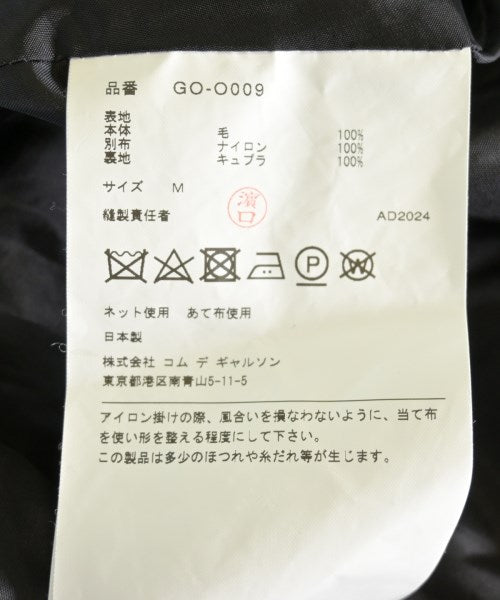 品番 GO-O009
表地
本体 毛 100%
別布 ナイロン 100%
裏地 キュプラ 100%
サイズ M
濵口
縫製責任者 AD2024
P W
ネット使用 あて布使用
日本製
株式会社 コム デ ギャルソン
東京都港区南青山5-11-5
アイロン掛けの際、風合いを損なわないように、当て布
を使い形を整える程度にして下さい。
この製品は多少のほつれや糸だれ等が生じます。